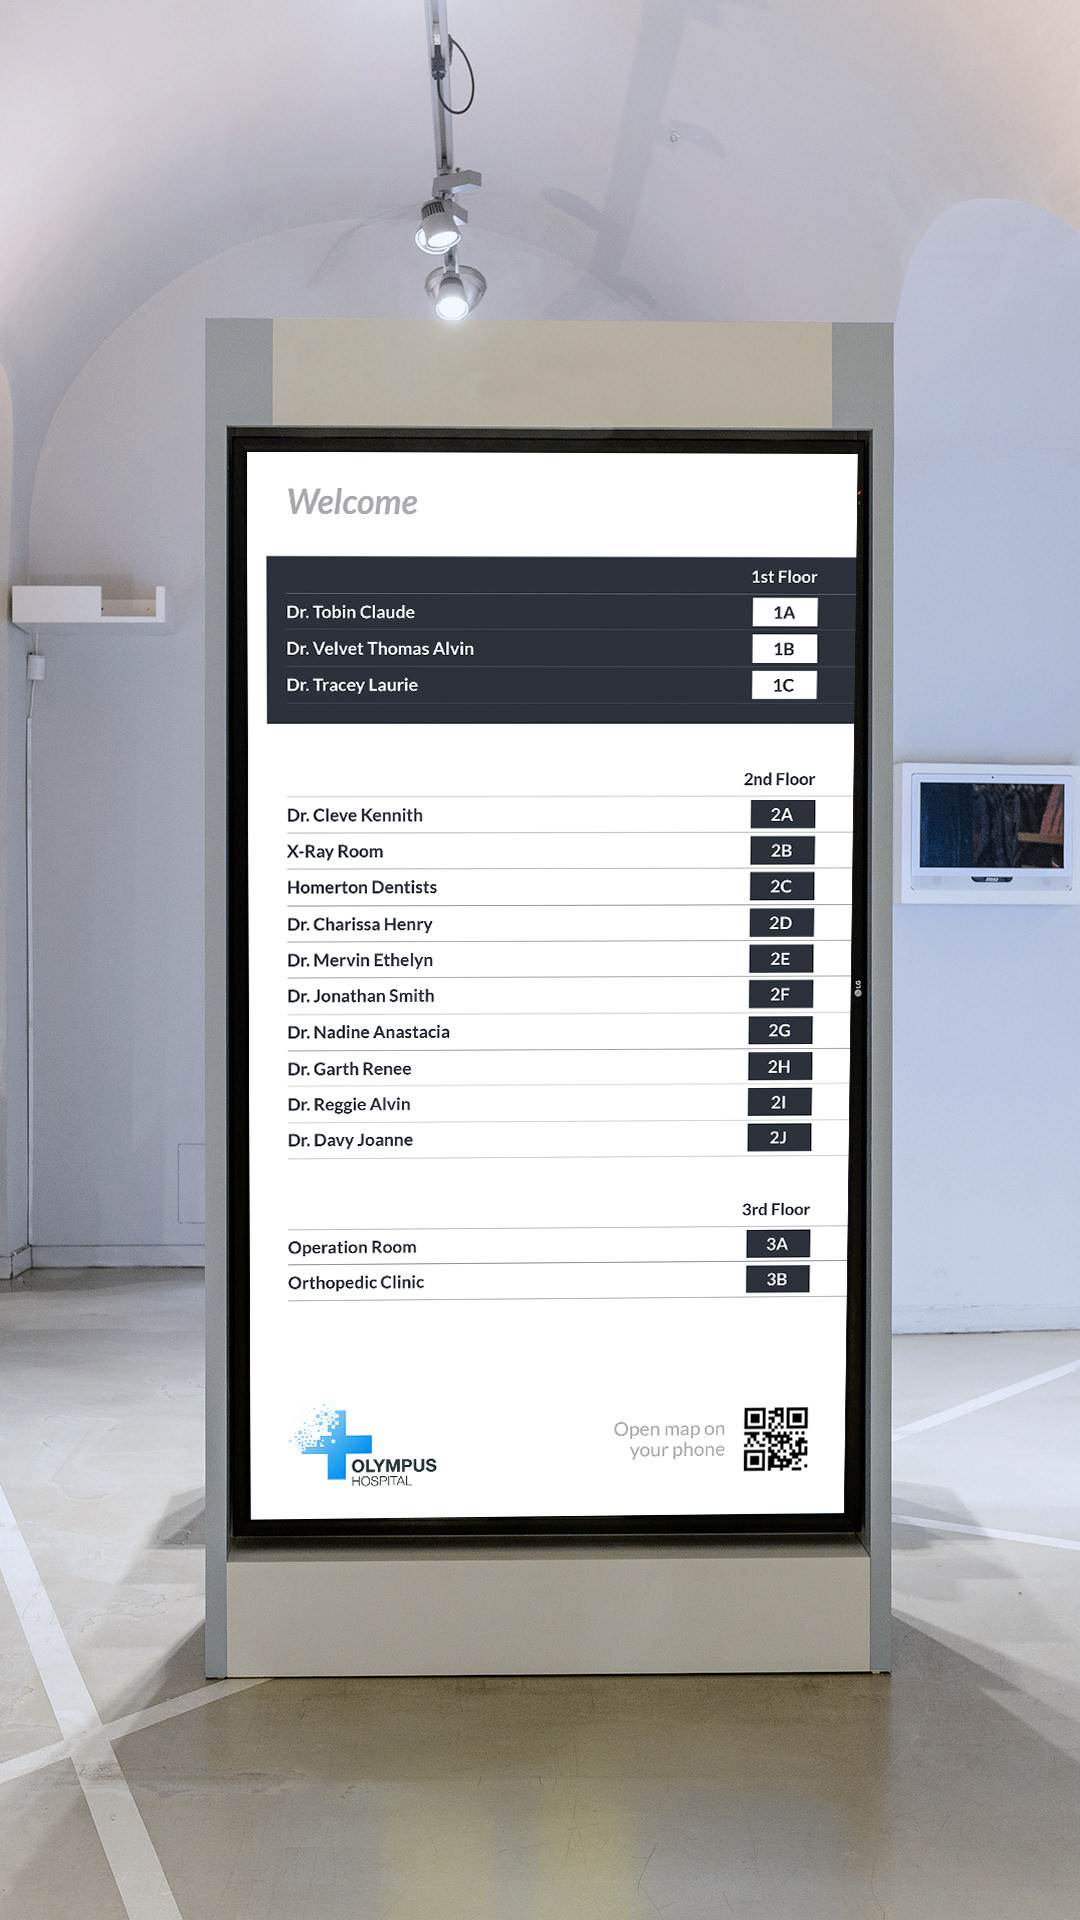 Welcome
1st Floor
Dr. Tobin Claude 1A
Dr. Velvet Thomas Alvin 1B
Dr. Tracey Laurie 1C
2nd Floor
Dr. Cleve Kennith 2A
X-Ray Room 2B
Homerton Dentists 2C
Dr. Charissa Henry 2D
Dr. Mervin Ethelyn 2E
Dr. Jonathan Smith 2F
Dr. Nadine Anastacia 2G
Dr. Garth Renee 2H
Dr. Reggie Alvin 2I
Dr. Davy Joanne 2J
3rd Floor
Operation Room 3A
Orthopedic Clinic 3B
Open map on
your phone
OLYMPUS
HOSPITAL
LG
msi